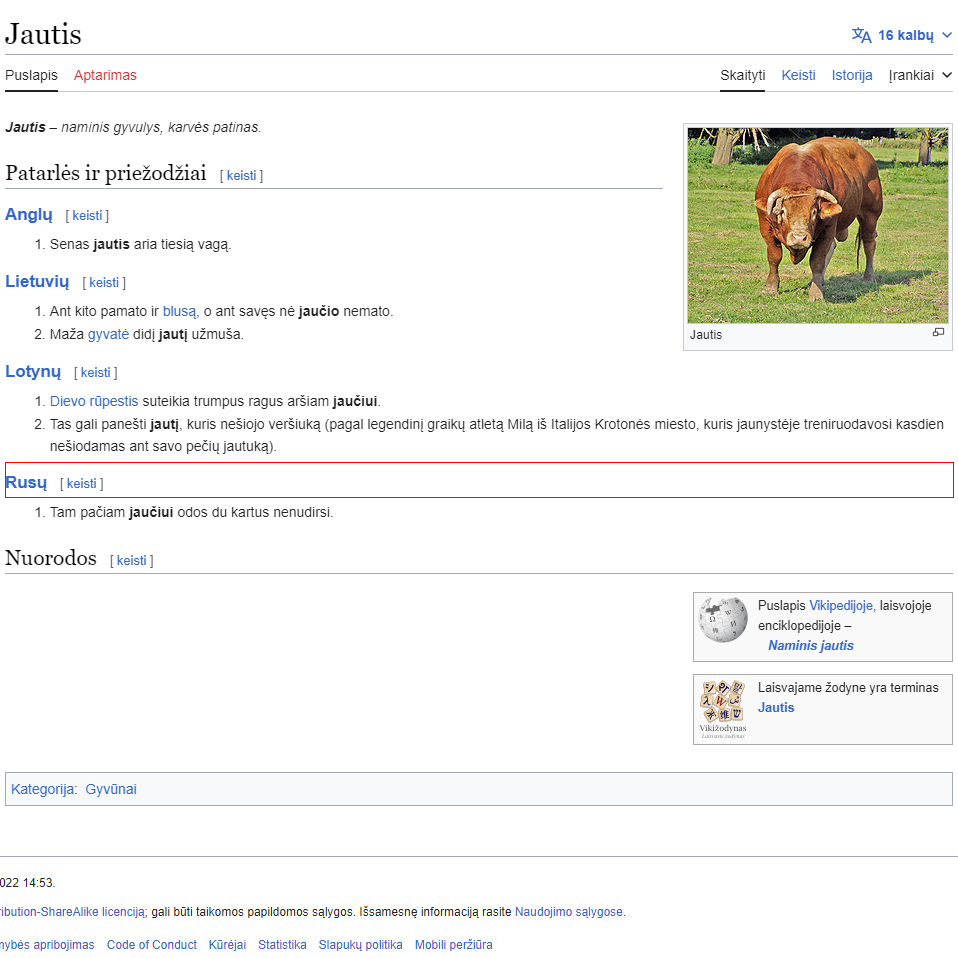 Jautis
16 kalbų
Puslapis Aptarimas Skaityti Keisti Istorija Įrankiai
Jautis – naminis gyvulys, karvės patinas.
Jautis
Patarlės ir priežodžiai [ keisti ]
Anglų [ keisti ]
1. Senas jautis aria tiesią vagą.
Lietuvių [ keisti ]
1. Ant kito pamato ir blusą, o ant savęs nė jaučio nemato.
2. Maža gyvatė didį jautį užmuša.
Lotynų [ keisti ]
1. Dievo rūpestis suteikia trumpus ragus aršiam jaučiui.
2. Tas gali panešti jautį, kuris nešiojo veršiuką (pagal legendinį graikų atletą Milą iš Italijos Krotonės miesto, kuris jaunystėje treniruodavosi kasdien
nešiodamas ant savo pečių jautuką).
Rusų [ keisti ]
1. Tam pačiam jaučiui odos du kartus nenudirsi.
Nuorodos [ keisti ]
Puslapis Vikipedijoje, laisvojoje
enciklopedijoje –
Naminis jautis
Laisvajame žodyne yra terminas
Jautis
Vikižodynas
Laisvasis žodynas
Kategorija: Gyvūnai
022 14:53.
ribution-ShareAlike licenciją; gali būti taikomos papildomos sąlygos. Išsamesnę informaciją rasite Naudojimo sąlygose.
mybės apribojimas Code of Conduct Kūrėjai Statistika Slapukų politika Mobili peržiūra